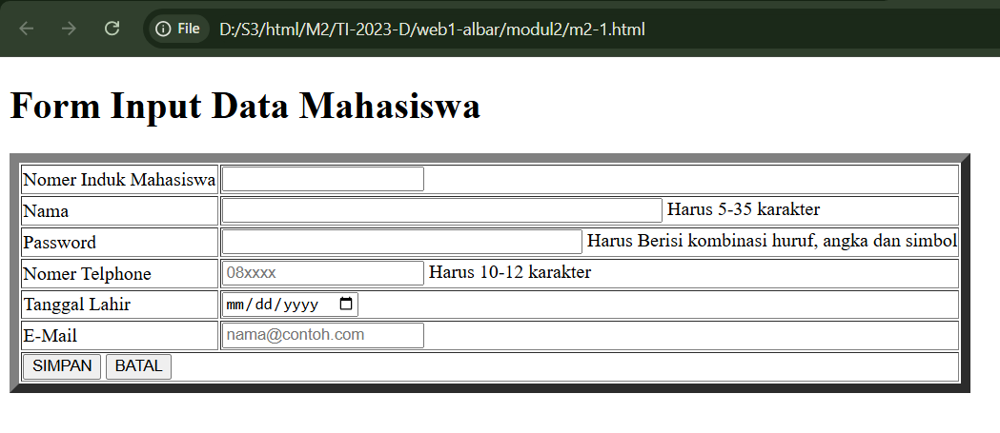 File D:/S3/html/M2/TI-2023-D/web1-albar/modul2/m2-1.html
Form Input Data Mahasiswa
Nomer Induk Mahasiswa
Nama Harus 5-35 karakter
Password Harus Berisi kombinasi huruf, angka dan simbol
Nomer Telphone 08xxxx Harus 10-12 karakter
Tanggal Lahir mm/dd/yyyy
E-Mail nama@contoh.com
SIMPAN BATAL